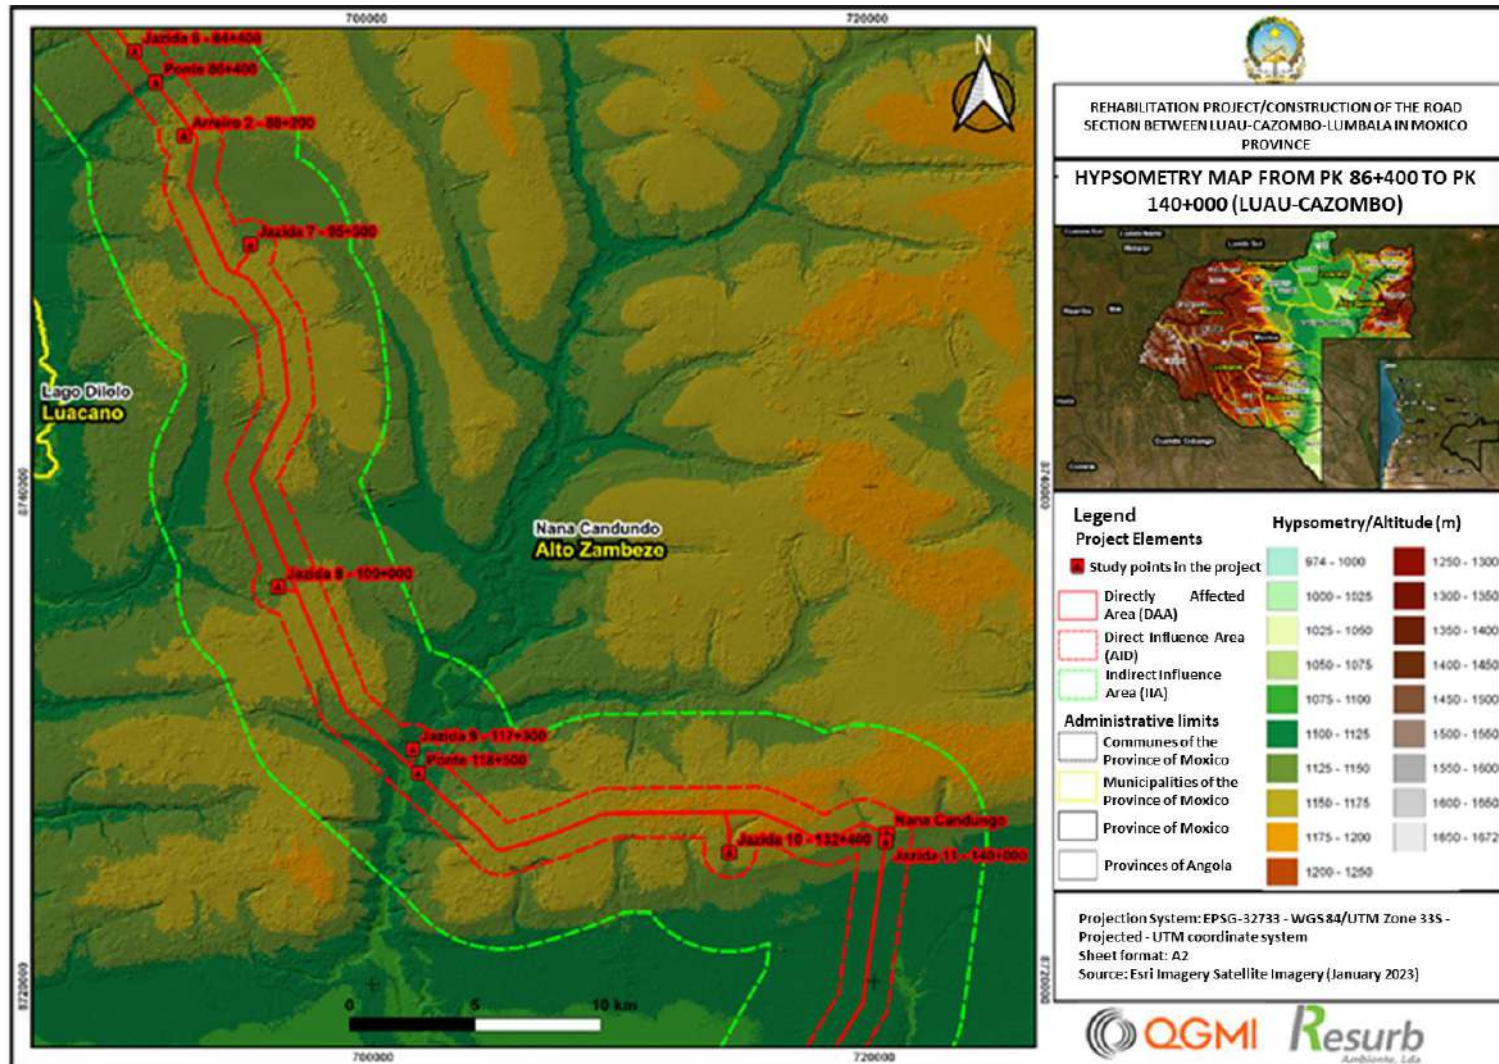 700000
720000
Jazida 6 - 84+400
Ponte 86+400
Arreiro 2 - 88+200
Jazida 7 - 95+500
Lago Dilolo
Luacano
8740000
8740000
Nana Candundo
Alto Zambeze
Jazida 8 - 109+000
Jazida 9 - 117+300
Ponte 118+500
Nana Candungo
Jazida 10 - 132+400
Jazida 11 - 140+000
8720000
8720000
0 5 10 km
700000
720000
N
REHABILITATION PROJECT/CONSTRUCTION OF THE ROAD
SECTION BETWEEN LUAU-CAZOMBO-LUMBALA IN MOXICO
PROVINCE
HYPSOMETRY MAP FROM PK 86+400 TO PK
140+000 (LUAU-CAZOMBO)
Legend
Project Elements
Study points in the project
Directly Affected
Area (DAA)
Direct Influence Area
(AID)
Indirect Influence
Area (IIA)
Administrative limits
Communes of the
Province of Moxico
Municipalities of the
Province of Moxico
Province of Moxico
Provinces of Angola
Hypsometry/Altitude (m)
974 - 1000
1000 - 1025
1025 - 1050
1050 - 1075
1075 - 1100
1100 - 1125
1125 - 1150
1150 - 1175
1175 - 1200
1200 - 1250
1250 - 1300
1300 - 1350
1350 - 1400
1400 - 1450
1450 - 1500
1500 - 1550
1550 - 1600
1600 - 1650
1650 - 1672
Projection System: EPSG-32733 - WGS 84/UTM Zone 33S -
Projected - UTM coordinate system
Sheet format: A2
Source: Esri Imagery Satellite Imagery (January 2023)
QGMI
Resurb
Ambiente, Lda